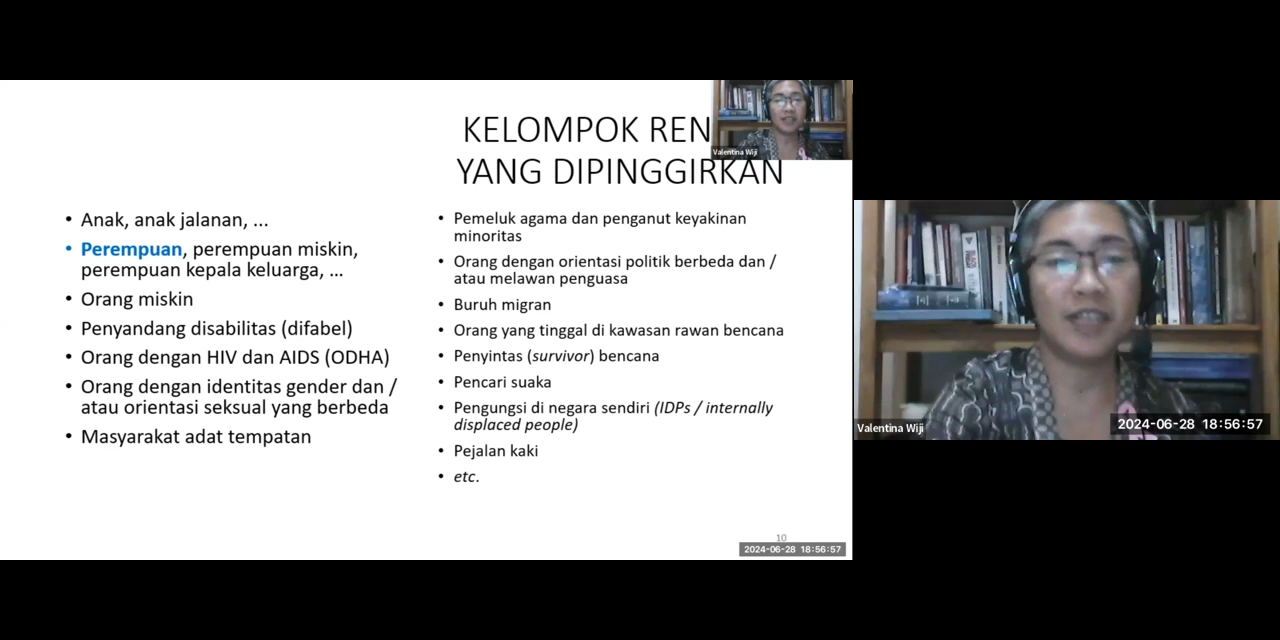 KELOMPOK REN
YANG DIPINGGIRKAN
• Anak, anak jalanan, ...
• Perempuan, perempuan miskin,
perempuan kepala keluarga, ...
• Orang miskin
• Penyandang disabilitas (difabel)
• Orang dengan HIV dan AIDS (ODHA)
• Orang dengan identitas gender dan /
atau orientasi seksual yang berbeda
• Masyarakat adat tempatan
• Pemeluk agama dan penganut keyakinan
minoritas
• Orang dengan orientasi politik berbeda dan /
atau melawan penguasa
• Buruh migran
• Orang yang tinggal di kawasan rawan bencana
• Penyintas (survivor) bencana
• Pencari suaka
• Pengungsi di negara sendiri (IDPs / internally
displaced people)
• Pejalan kaki
• etc.
10
2024-06-28 18:56:57
Valentina Wiji
Valentina Wiji
2024-06-28 18:56:57